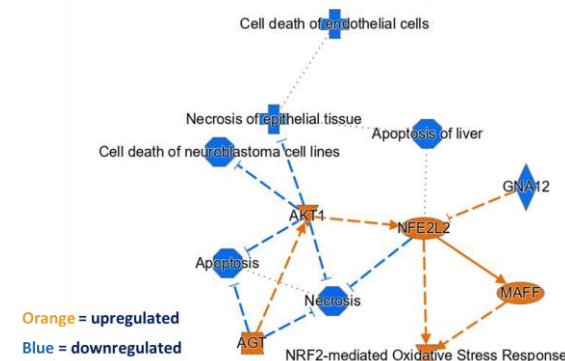 Cell death of endothelial cells
Necrosis of epithelial tissue
Apoptosis of liver
Cell death of neuroblastoma cell lines
GNA12
AKT1
NFE2L2
Apoptosis
Necrosis
MAFF
Orange = upregulated
Blue = downregulated
AGT
NRF2-mediated Oxidative Stress Response